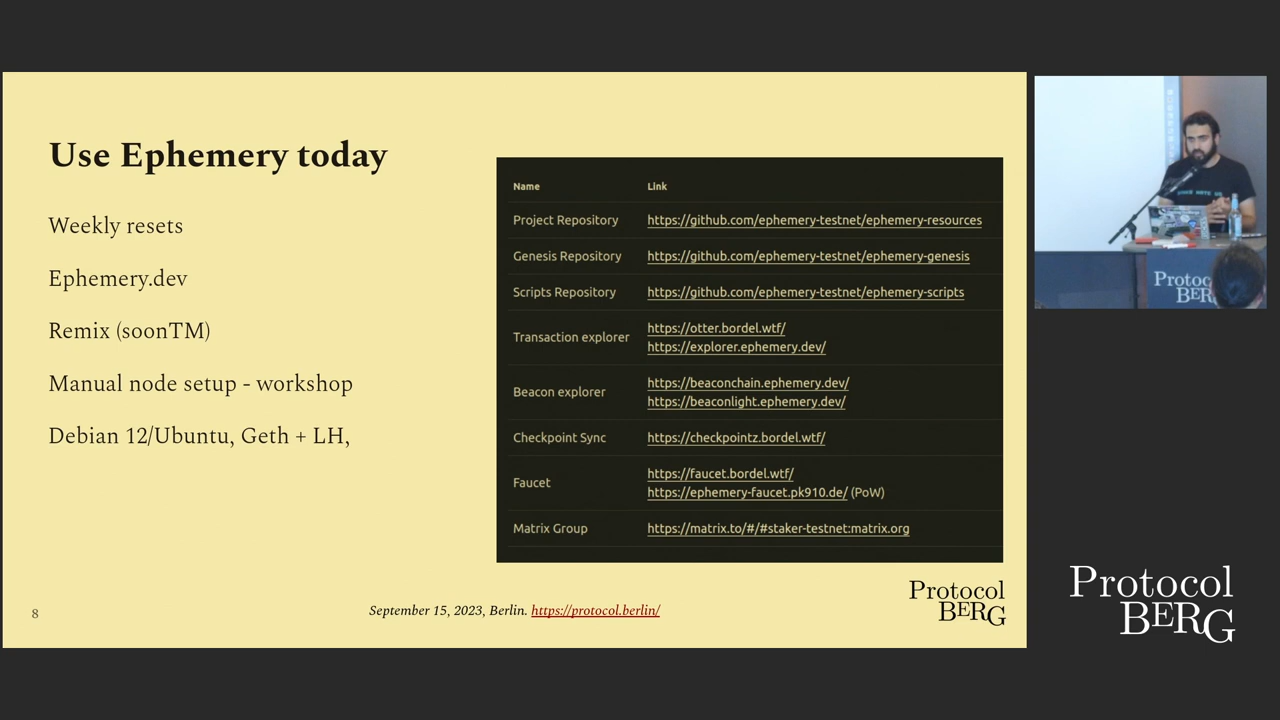 Use Ephemery today
Weekly resets
Ephemery.dev
Remix (soonTM)
Manual node setup - workshop
Debian 12/Ubuntu, Geth + LH,
Name Link
Project Repository https://github.com/ephemery-testnet/ephemery-resources
Genesis Repository https://github.com/ephemery-testnet/ephemery-genesis
Scripts Repository https://github.com/ephemery-testnet/ephemery-scripts
Transaction explorer https://otter.bordel.wtf/
https://explorer.ephemery.dev/
Beacon explorer https://beaconchain.ephemery.dev/
https://beaconlight.ephemery.dev/
Checkpoint Sync https://checkpointz.bordel.wtf/
Faucet https://faucet.bordel.wtf/
https://ephemery-faucet.pk910.de/ (PoW)
Matrix Group https://matrix.to/#/#staker-testnet:matrix.org
8
September 15, 2023, Berlin. https://protocol.berlin/
Protocol
BERG
Protocol
BERG